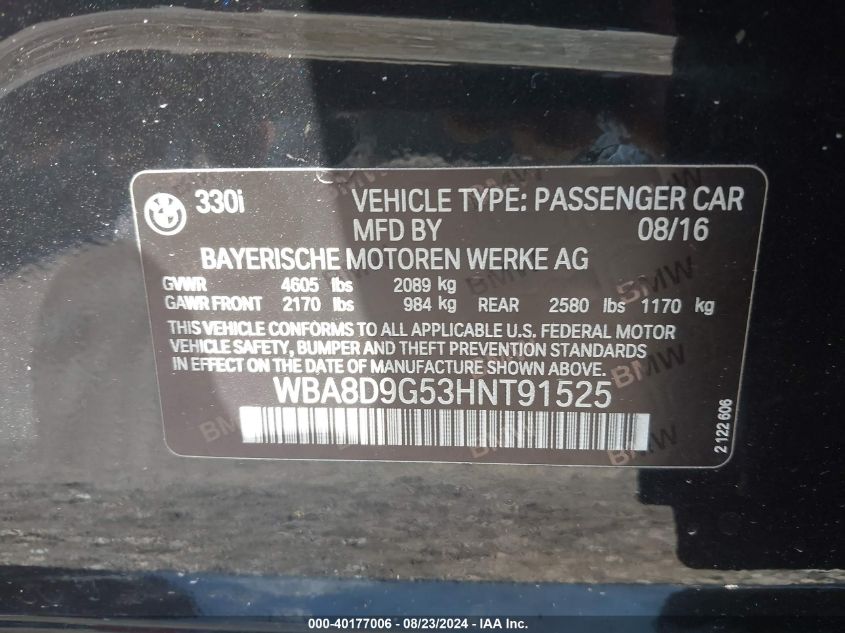 330i VEHICLE TYPE: PASSENGER CAR
MFD BY 08/16
BAYERISCHE MOTOREN WERKE AG
GVWR 4605 lbs 2089 kg
GAWR FRONT 2170 lbs 984 kg REAR 2580 lbs 1170 kg
THIS VEHICLE CONFORMS TO ALL APPLICABLE U.S. FEDERAL MOTOR
VEHICLE SAFETY, BUMPER AND THEFT PREVENTION STANDARDS
IN EFFECT ON THE DATE OF MANUFACTURE SHOWN ABOVE.
WBA8D9G53HNT91525
2 122 606
000-40177006 - 08/23/2024 - IAA Inc.